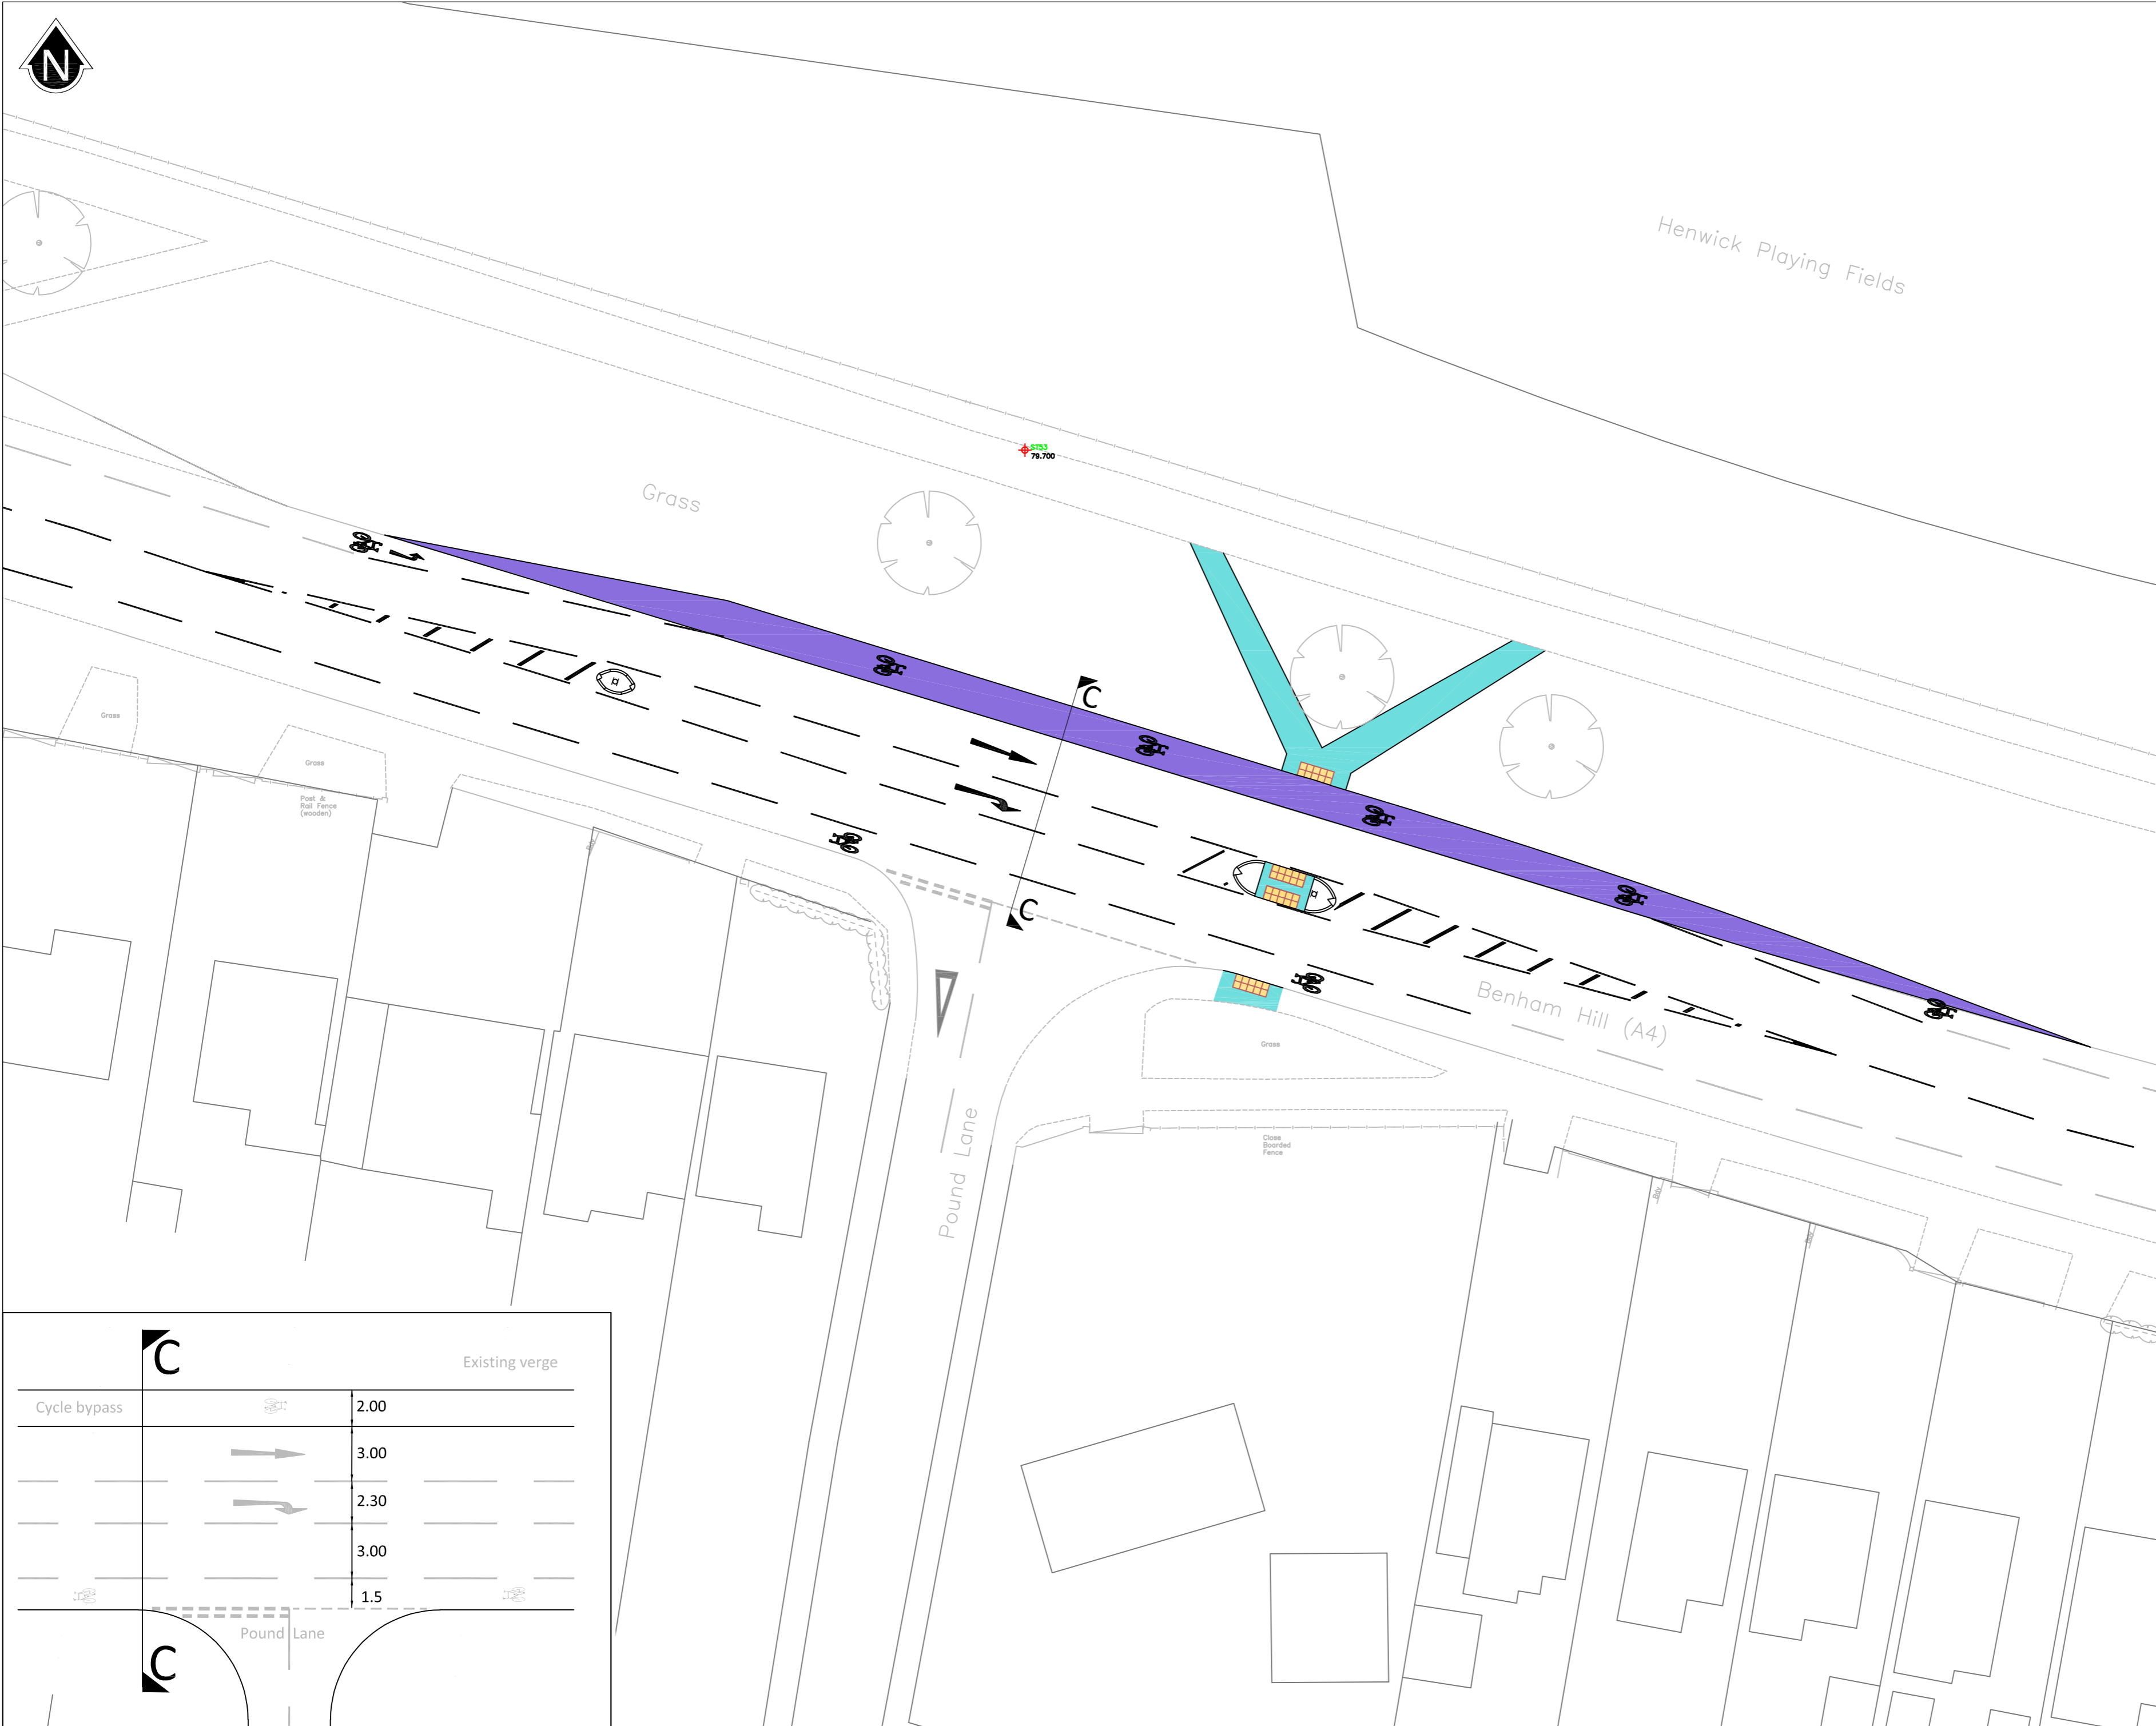 N
Henwick Playing Fields
ST53
79.700
Grass
C
Grass
Grass
Post &
Rail Fence
(wooden)
C
Benham Hill (A4)
Grass
Pound Lane
Close
Boarded
Fence
C
Existing verge
Cycle bypass
2.00
3.00
2.30
3.00
1.5
Pound Lane
C